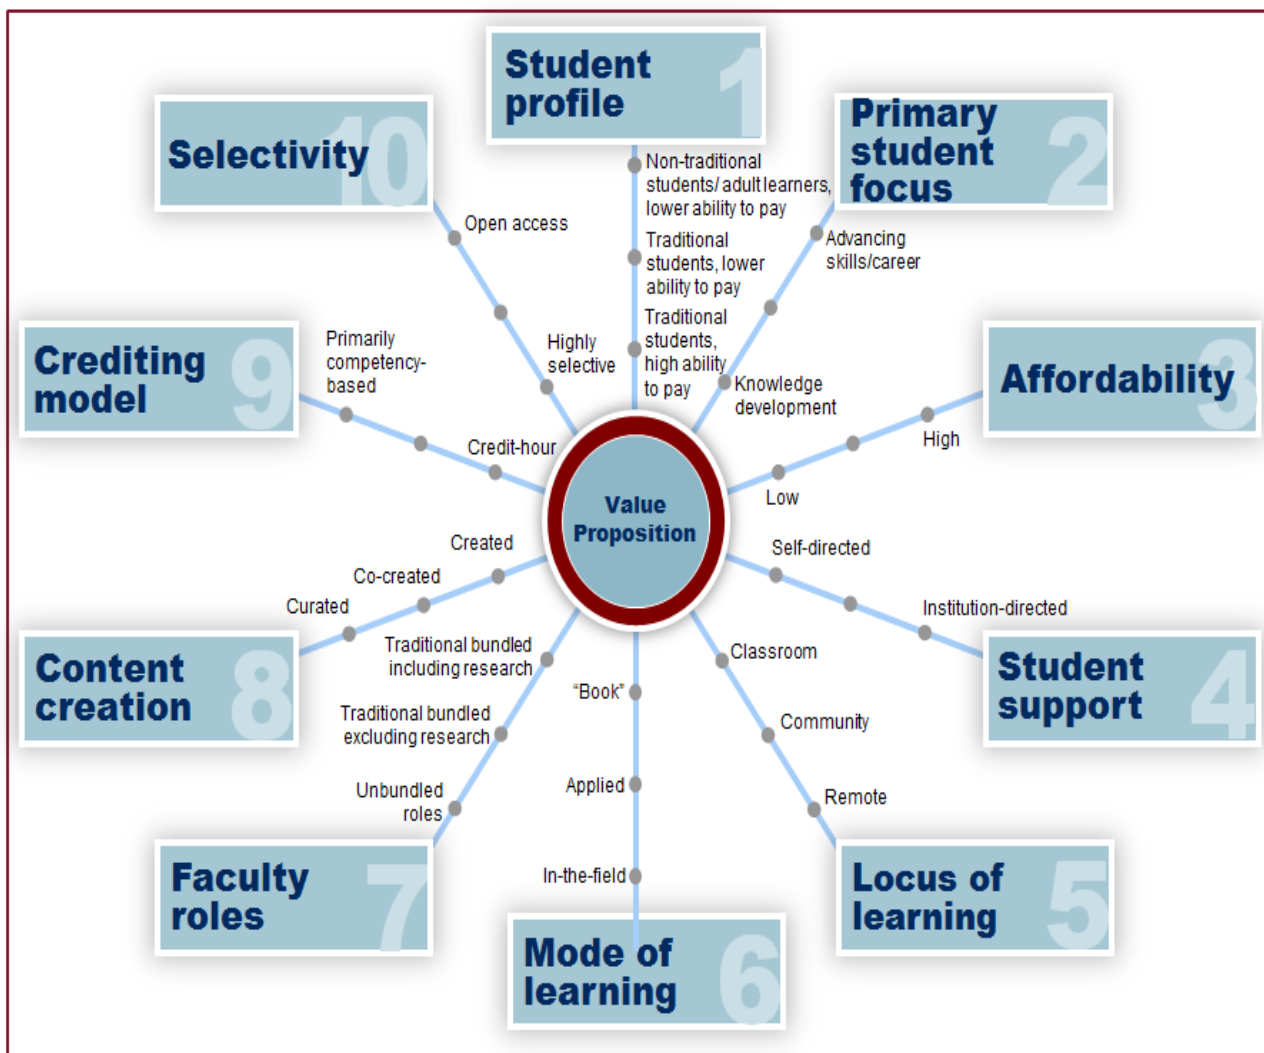 Student
profile
1
Non-traditional
students/ adult learners,
lower ability to pay
Traditional
students, lower
ability to pay
Traditional
students,
high ability
to pay
Primary
student
focus
2
Advancing
skills/career
Knowledge
development
Affordability
3
High
Low
Student
support
4
Self-directed
Institution-directed
Locus of
learning
5
Classroom
Community
Remote
Mode of
learning
6
“Book”
Applied
In-the-field
Faculty
roles
7
Traditional bundled
including research
Traditional bundled
excluding research
Unbundled
roles
Content
creation
8
Created
Co-created
Curated
Crediting
model
9
Primarily
competency-
based
Credit-hour
Selectivity
10
Open access
Highly
selective
Value
Proposition